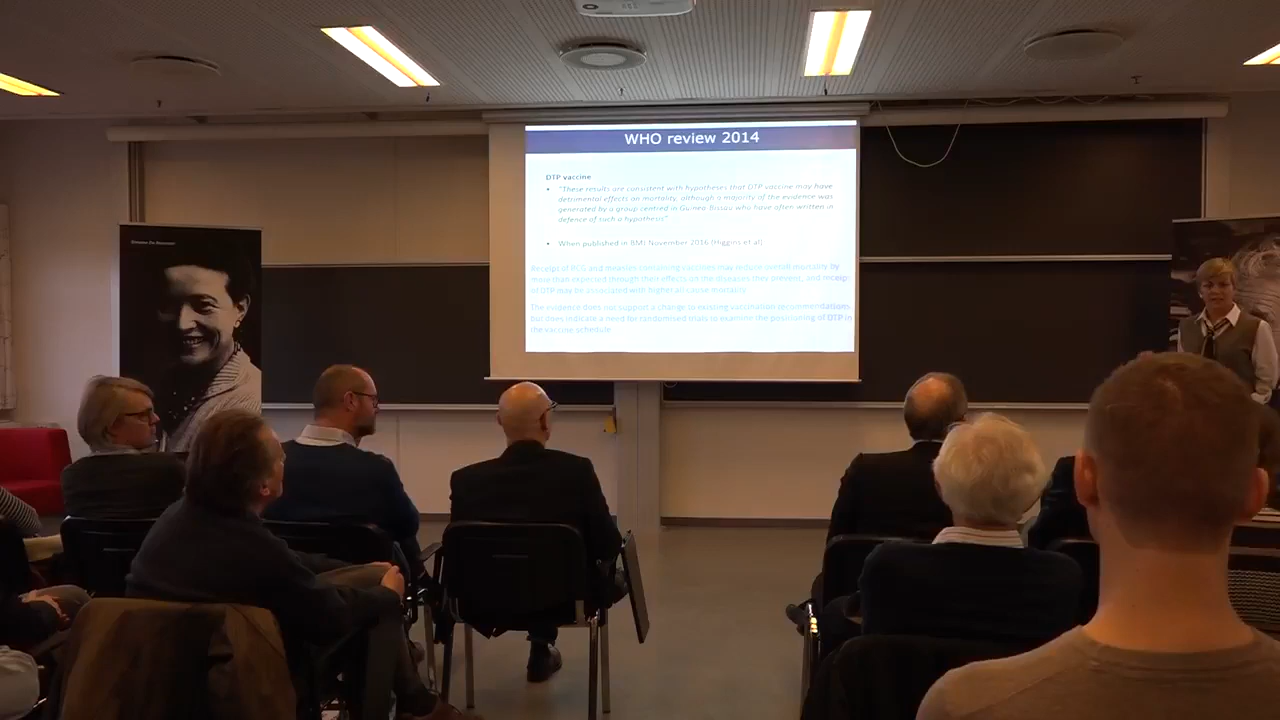 WHO review 2014
DTP vaccine
• "These results are consistent with hypotheses that DTP vaccine may have
detrimental effects on mortality, although a majority of the evidence was
generated by a group centred in Guinea Bissau who have often written in
defence of such a hypothesis"
• When published in BMJ November 2016 (Higgins et al)
Receipt of BCG and measles containing vaccines may reduce overall mortality by
more than expected through their effects on the diseases they prevent, and receipt
of DTP may be associated with higher all cause mortality.
The evidence does not support a change to existing vaccination recommendations,
but does indicate a need for randomised trials to examine the positioning of DTP in
the vaccine schedule.
Simone De Beauvoir